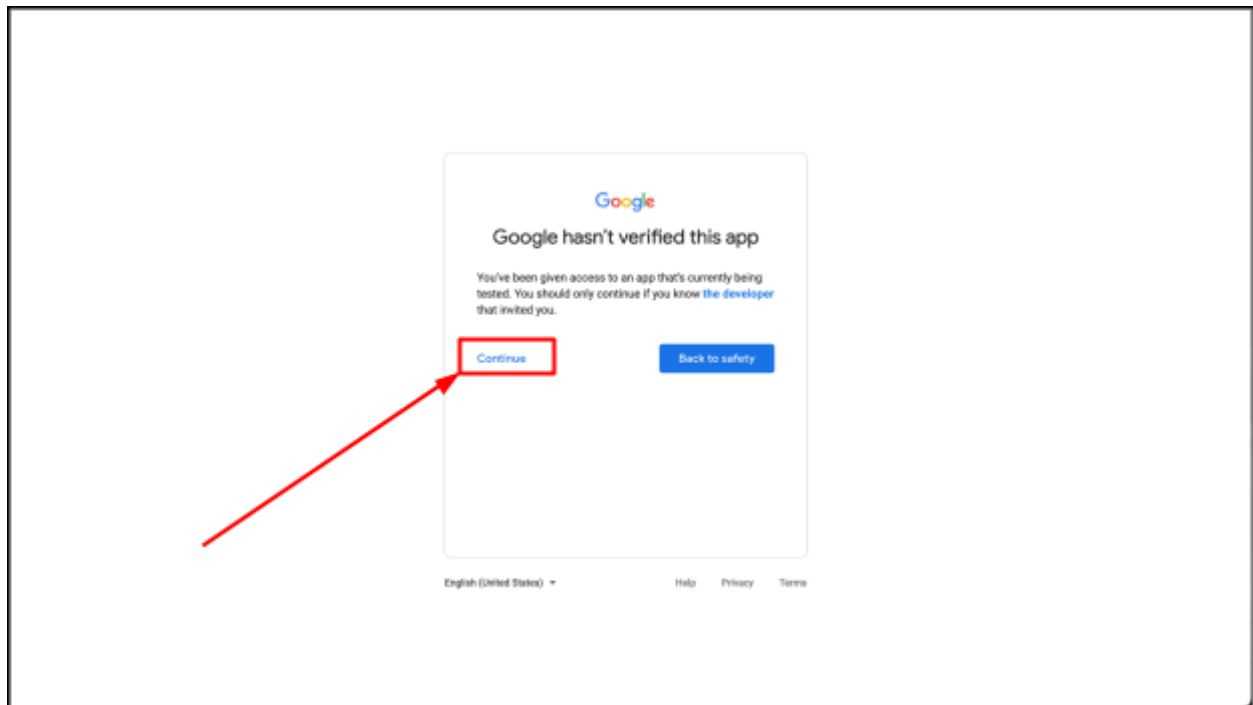 Google
Google hasn't verified this app
You've been given access to an app that's currently being
tested. You should only continue if you know the developer
that invited you.
Continue
Back to safety
English (United States)
Help Privacy Terms